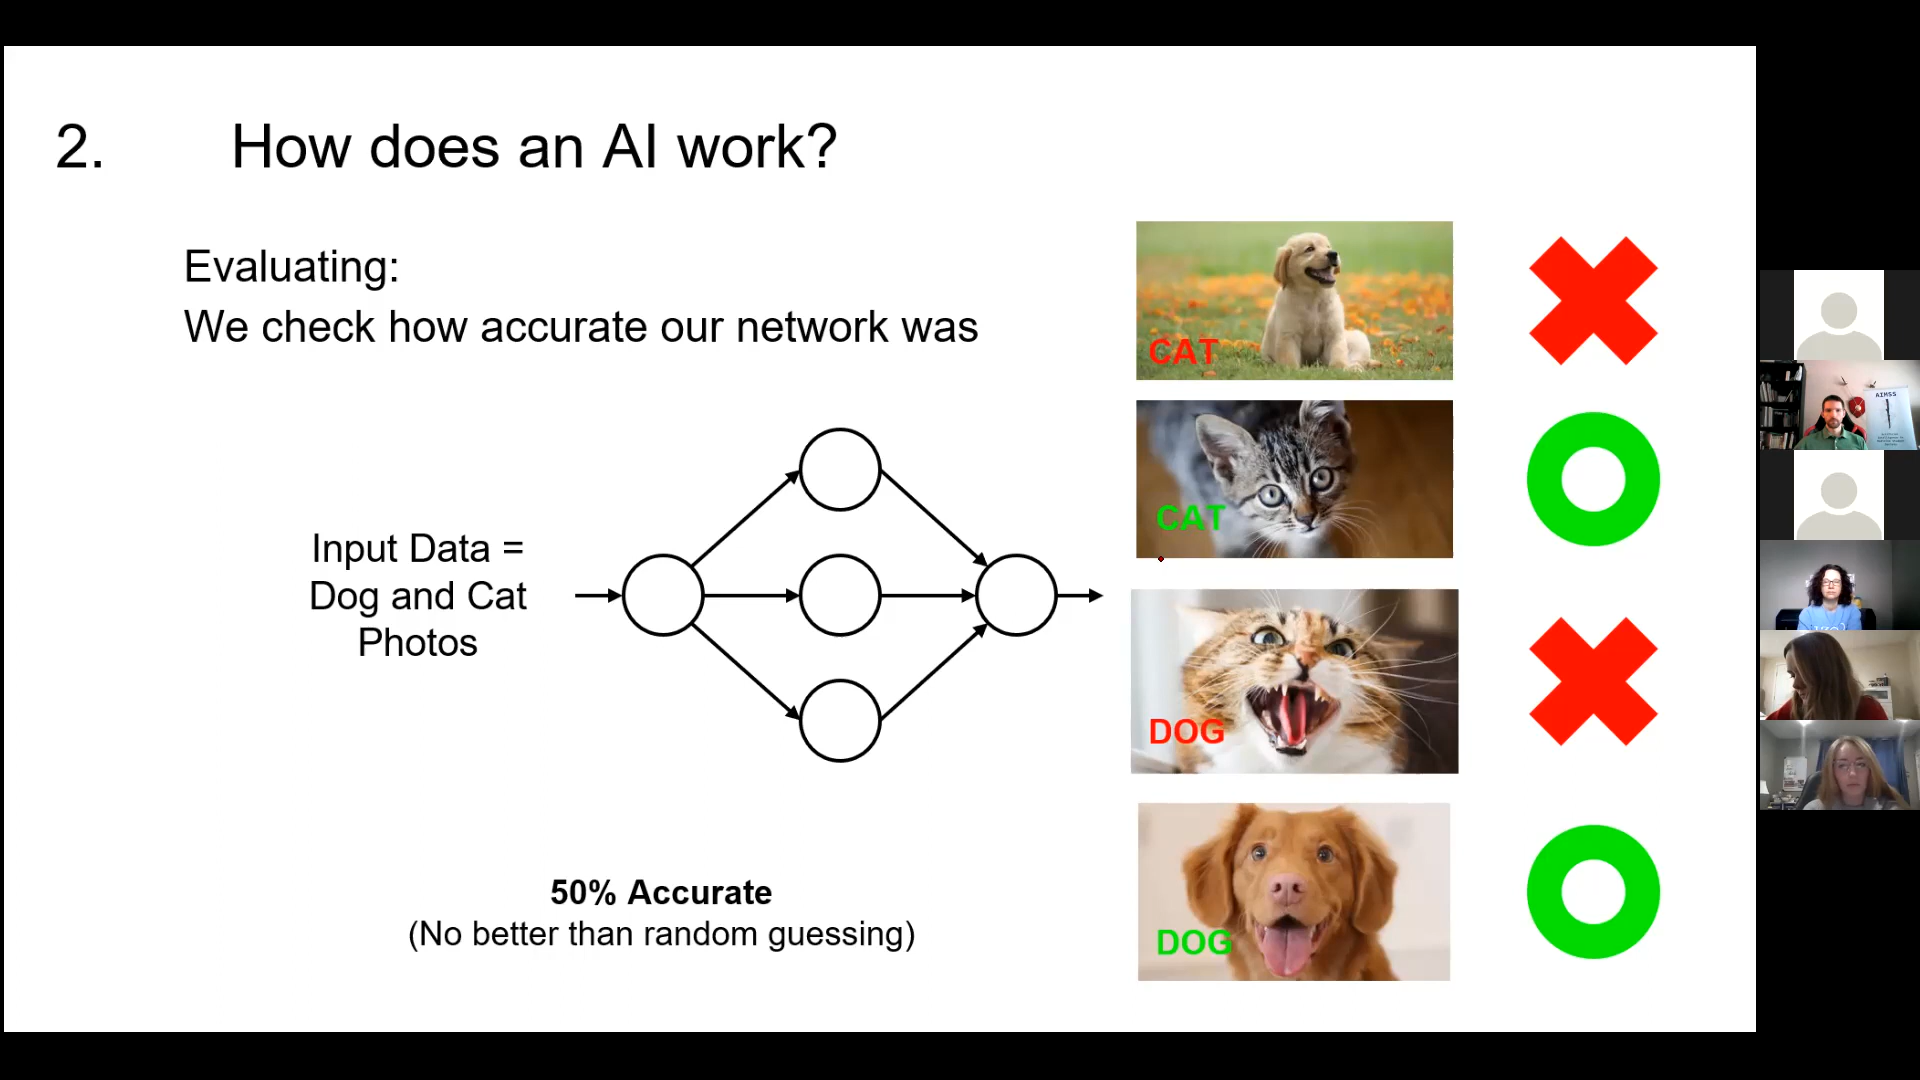 2. How does an AI work?
Evaluating:
We check how accurate our network was
Input Data =
Dog and Cat
Photos
50% Accurate
(No better than random guessing)
CAT
CAT
DOG
DOG
AIMSS